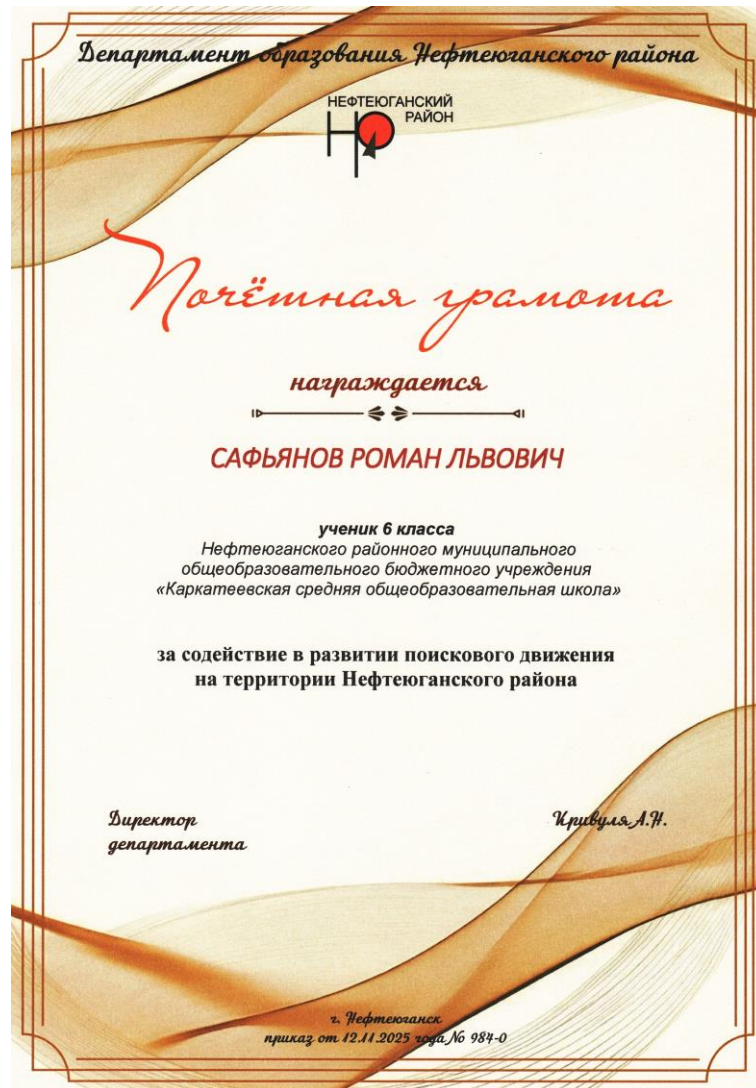 Департамент образования Нефтеюганского района
НЕФТЕЮГАНСКИЙ
РАЙОН
Почётная грамота
награждается
САФЬЯНОВ РОМАН ЛЬВОВИЧ
ученик 6 класса
Нефтеюганского районного муниципального
общеобразовательного бюджетного учреждения
«Каркатеевская средняя общеобразовательная школа»
за содействие в развитии поискового движения
на территории Нефтеюганского района
Директор
департамента
Кривуля А.Н.
г. Нефтеюганск
приказ от 12.11.2025 года № 984-0